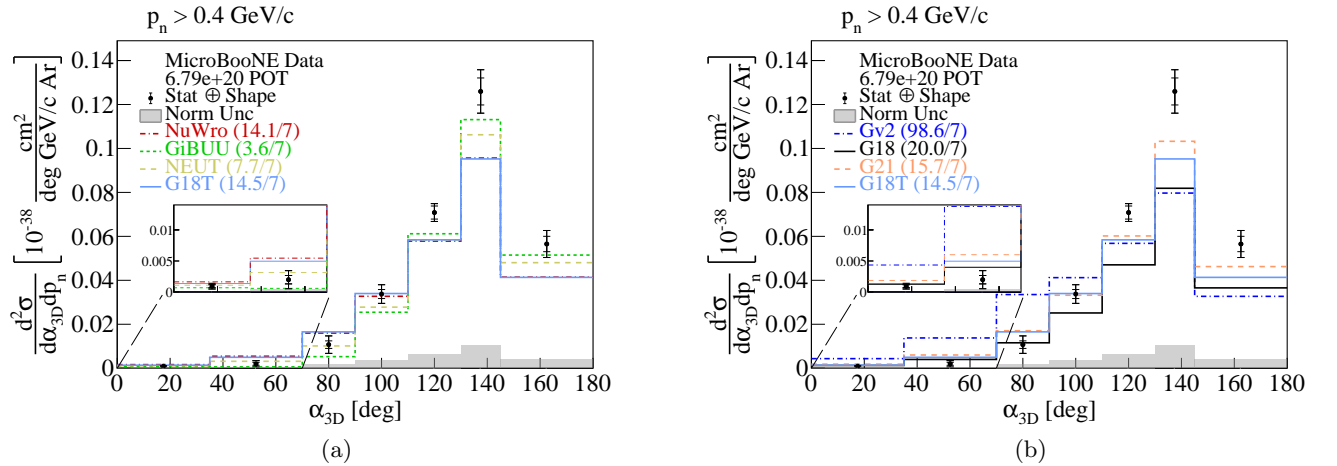 p_n > 0.4 GeV/c
d²σ/dα_3D dp_n [10^-38 cm²/deg GeV/c Ar]
0.14
0.12
0.1
0.08
0.06
0.04
0.02
0
MicroBooNE Data
6.79e+20 POT
Stat ⊕ Shape
Norm Unc
NuWro (14.1/7)
GiBUU (3.6/7)
NEUT (7.7/7)
G18T (14.5/7)
0.01
0.005
0
0 20 40 60 80 100 120 140 160 180
α_3D [deg]
(a)
p_n > 0.4 GeV/c
d²σ/dα_3D dp_n [10^-38 cm²/deg GeV/c Ar]
0.14
0.12
0.1
0.08
0.06
0.04
0.02
0
MicroBooNE Data
6.79e+20 POT
Stat ⊕ Shape
Norm Unc
Gv2 (98.6/7)
G18 (20.0/7)
G21 (15.7/7)
G18T (14.5/7)
0.01
0.005
0
0 20 40 60 80 100 120 140 160 180
α_3D [deg]
(b)